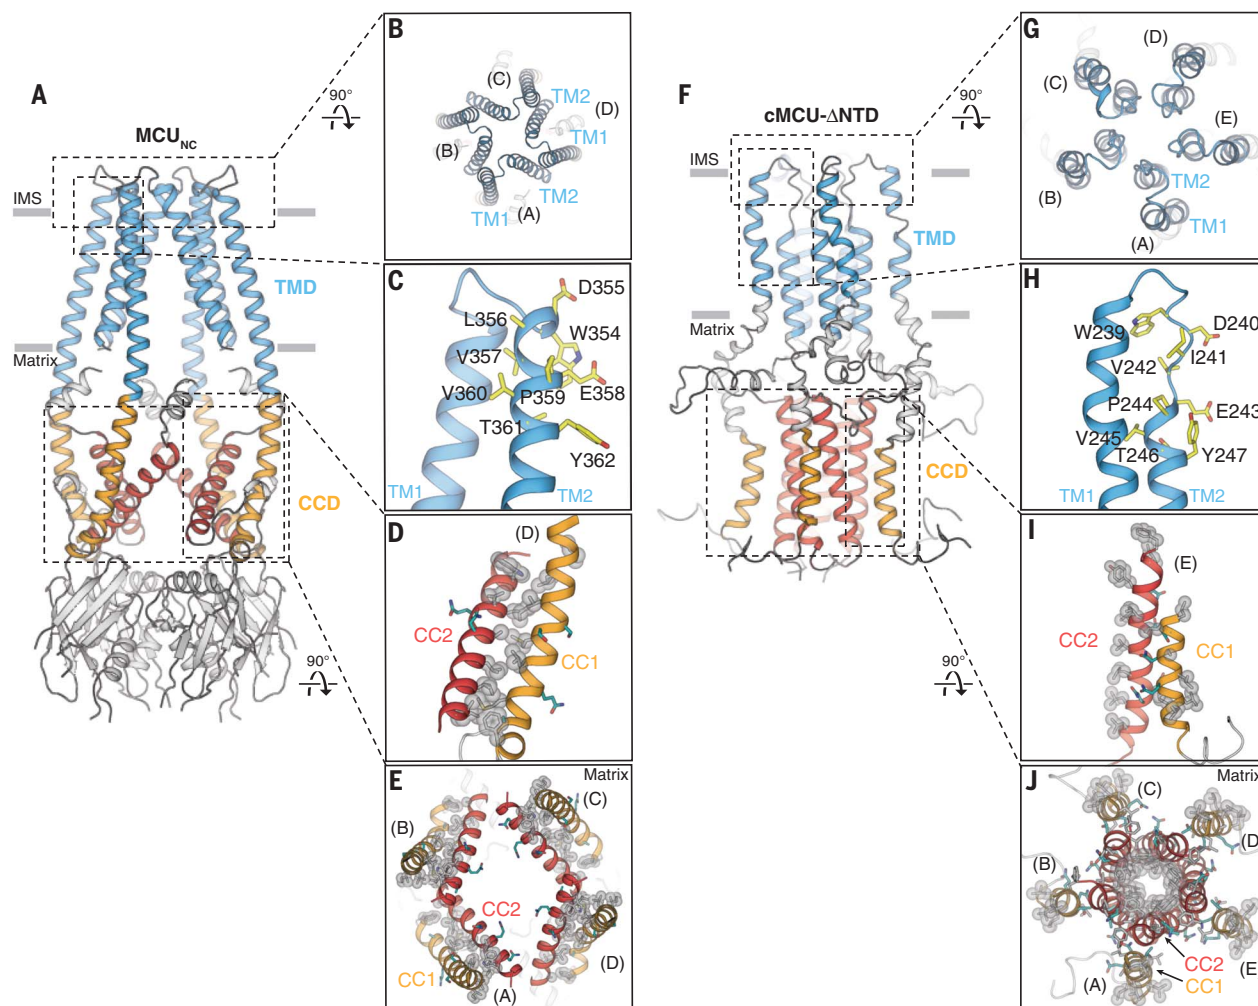 A
MCU_NC
90°
IMS
TMD
Matrix
CCD
90°
B
(C)
TM2
(D)
TM1
(B)
TM2
TM1
(A)
C
D355
L356
W354
V357
V360
P359
E358
T361
Y362
TM1
TM2
D
(D)
CC2
CC1
E
Matrix
(C)
(B)
CC2
CC1
(D)
(A)
F
cMCU-ΔNTD
90°
IMS
TMD
Matrix
CCD
90°
G
(D)
(C)
(E)
TM2
(B)
TM1
(A)
H
W239
D240
I241
V242
P244
E243
V245
T246
Y247
TM1
TM2
I
(E)
CC2
CC1
J
Matrix
(C)
(D)
(B)
CC2
(E)
(A)
CC1